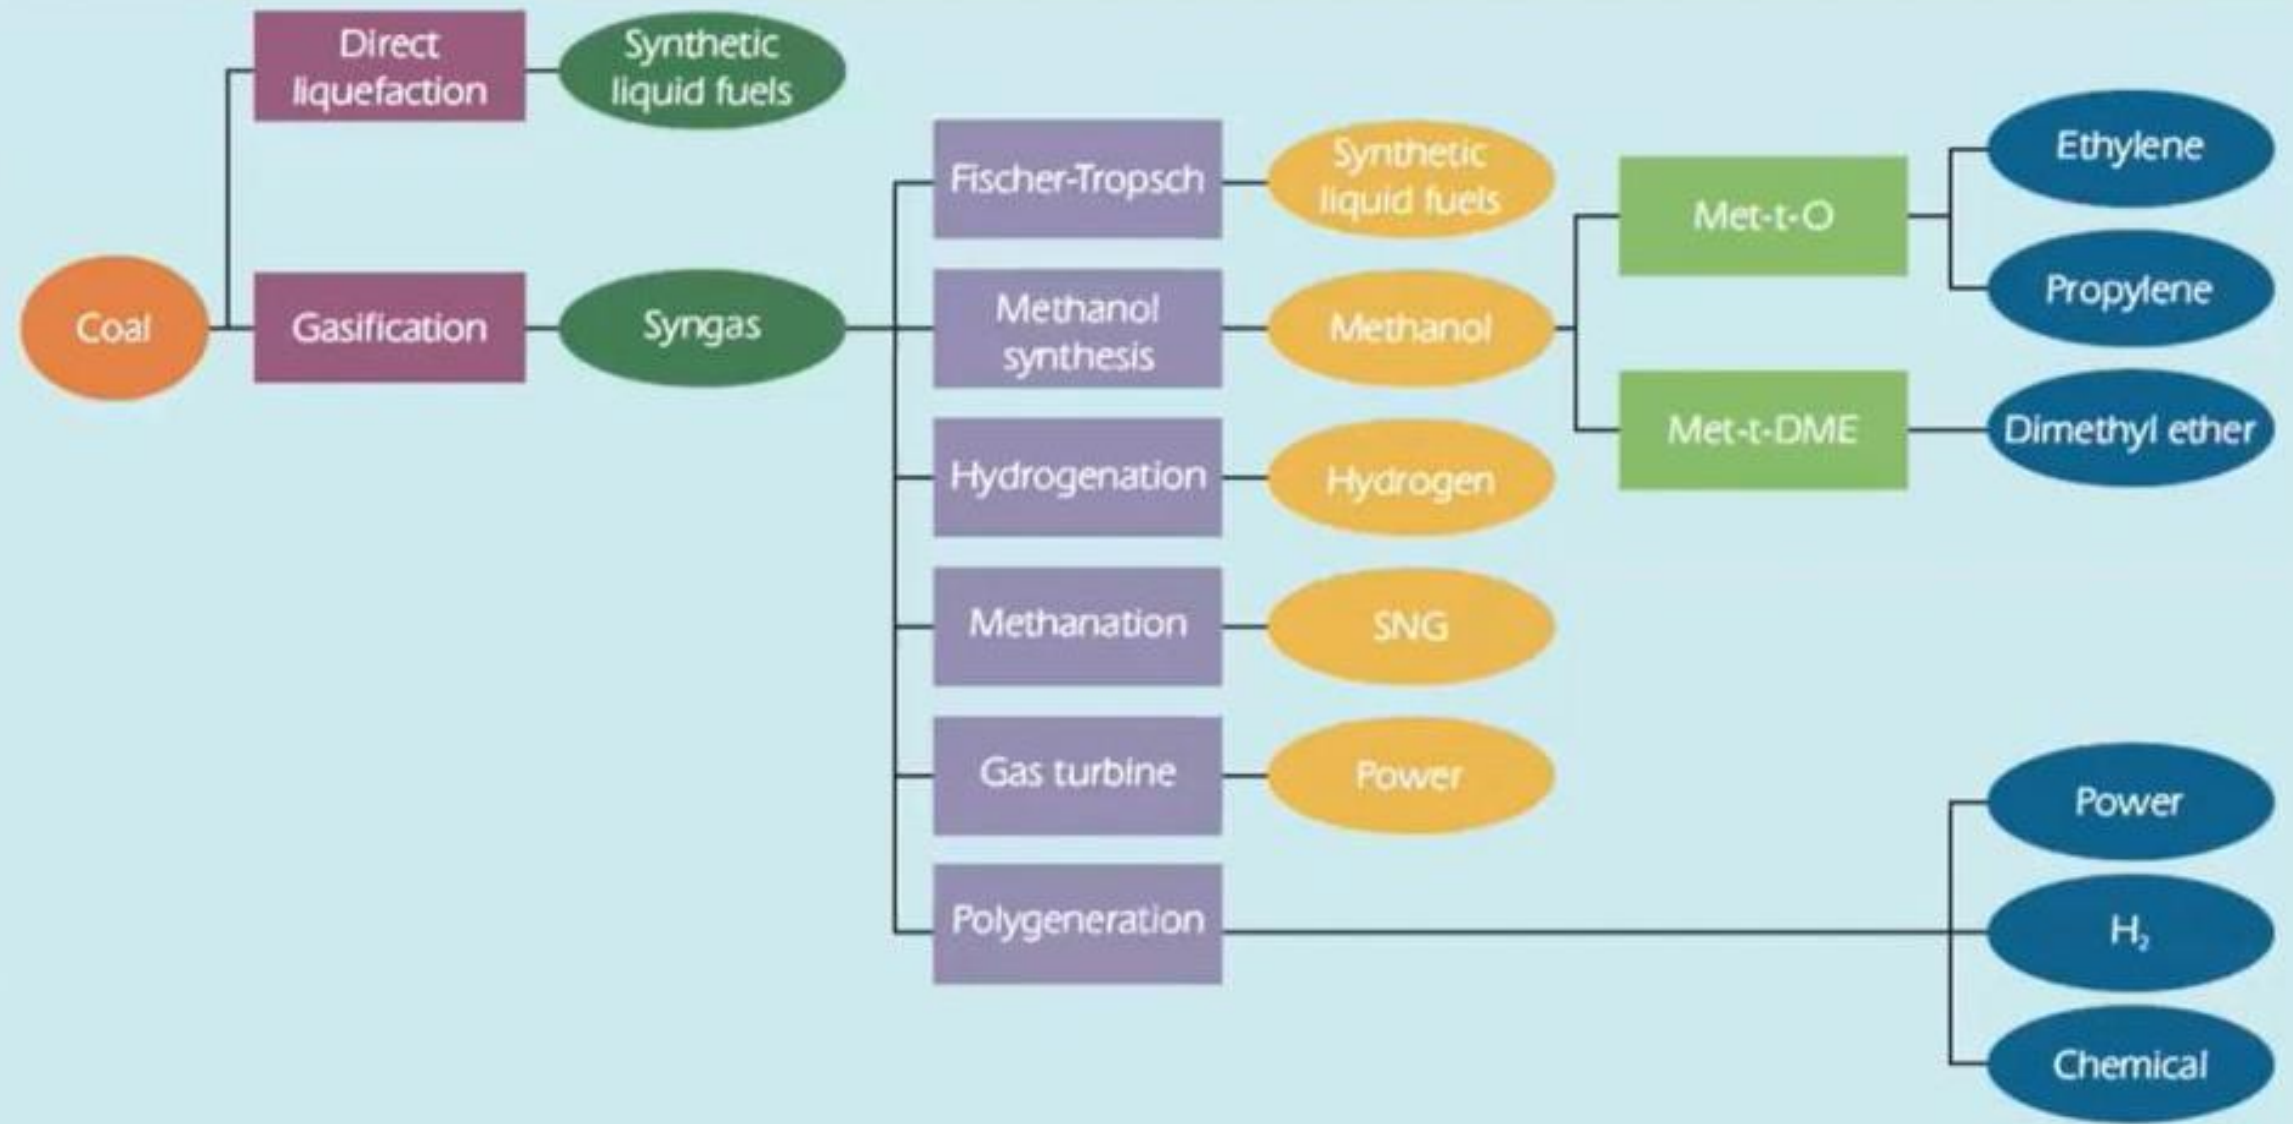 Direct
liquefaction
Synthetic
liquid fuels
Coal
Gasification
Syngas
Fischer-Tropsch
Synthetic
liquid fuels
Methanol
synthesis
Methanol
Hydrogenation
Hydrogen
Methanation
SNG
Gas turbine
Power
Polygeneration
Met-t-O
Ethylene
Propylene
Met-t-DME
Dimethyl ether
Power
H₂
Chemical